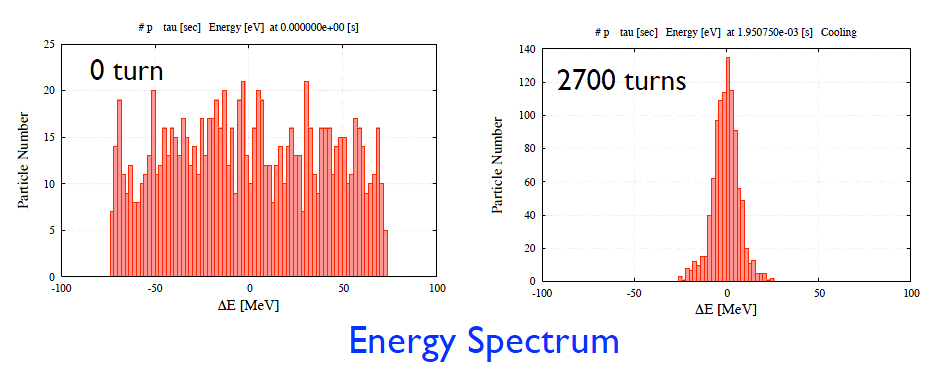 # p tau [sec] Energy [eV] at 0.000000e+00 [s]
25
20
15
10
5
0
Particle Number
0 turn
-100 -50 0 50 100
ΔE [MeV]
# p tau [sec] Energy [eV] at 1.950750e-03 [s] Cooling
140
120
100
80
60
40
20
0
Particle Number
2700 turns
-100 -50 0 50 100
ΔE [MeV]
Energy Spectrum